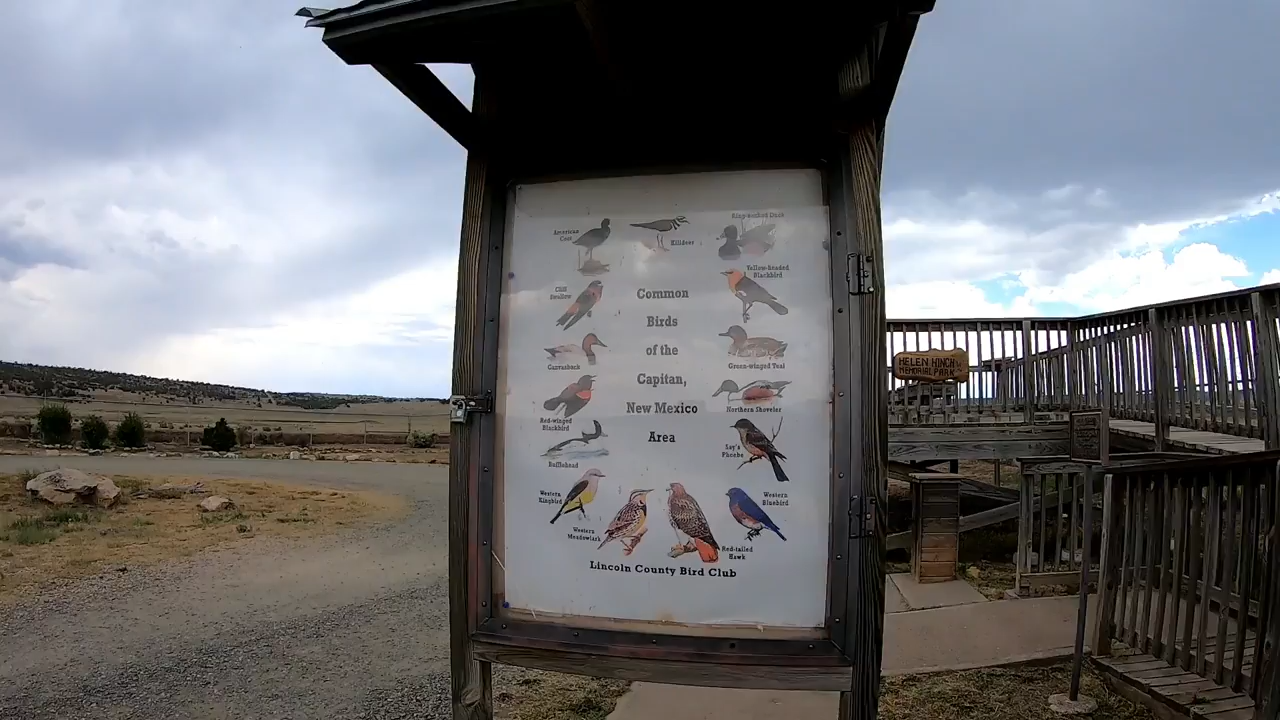 American
Coot
Killdeer
Ring-necked Duck
Cliff
Swallow
Yellow-headed
Blackbird
Common
Birds
of the
Capitan,
New Mexico
Area
Canvasback
Green-winged Teal
Red-winged
Blackbird
Northern Shoveler
Bufflehead
Say's
Phoebe
Western
Kingbird
Western
Meadowlark
Red-tailed
Hawk
Western
Bluebird
Lincoln County Bird Club
HELEN HINCH
MEMORIAL PARK